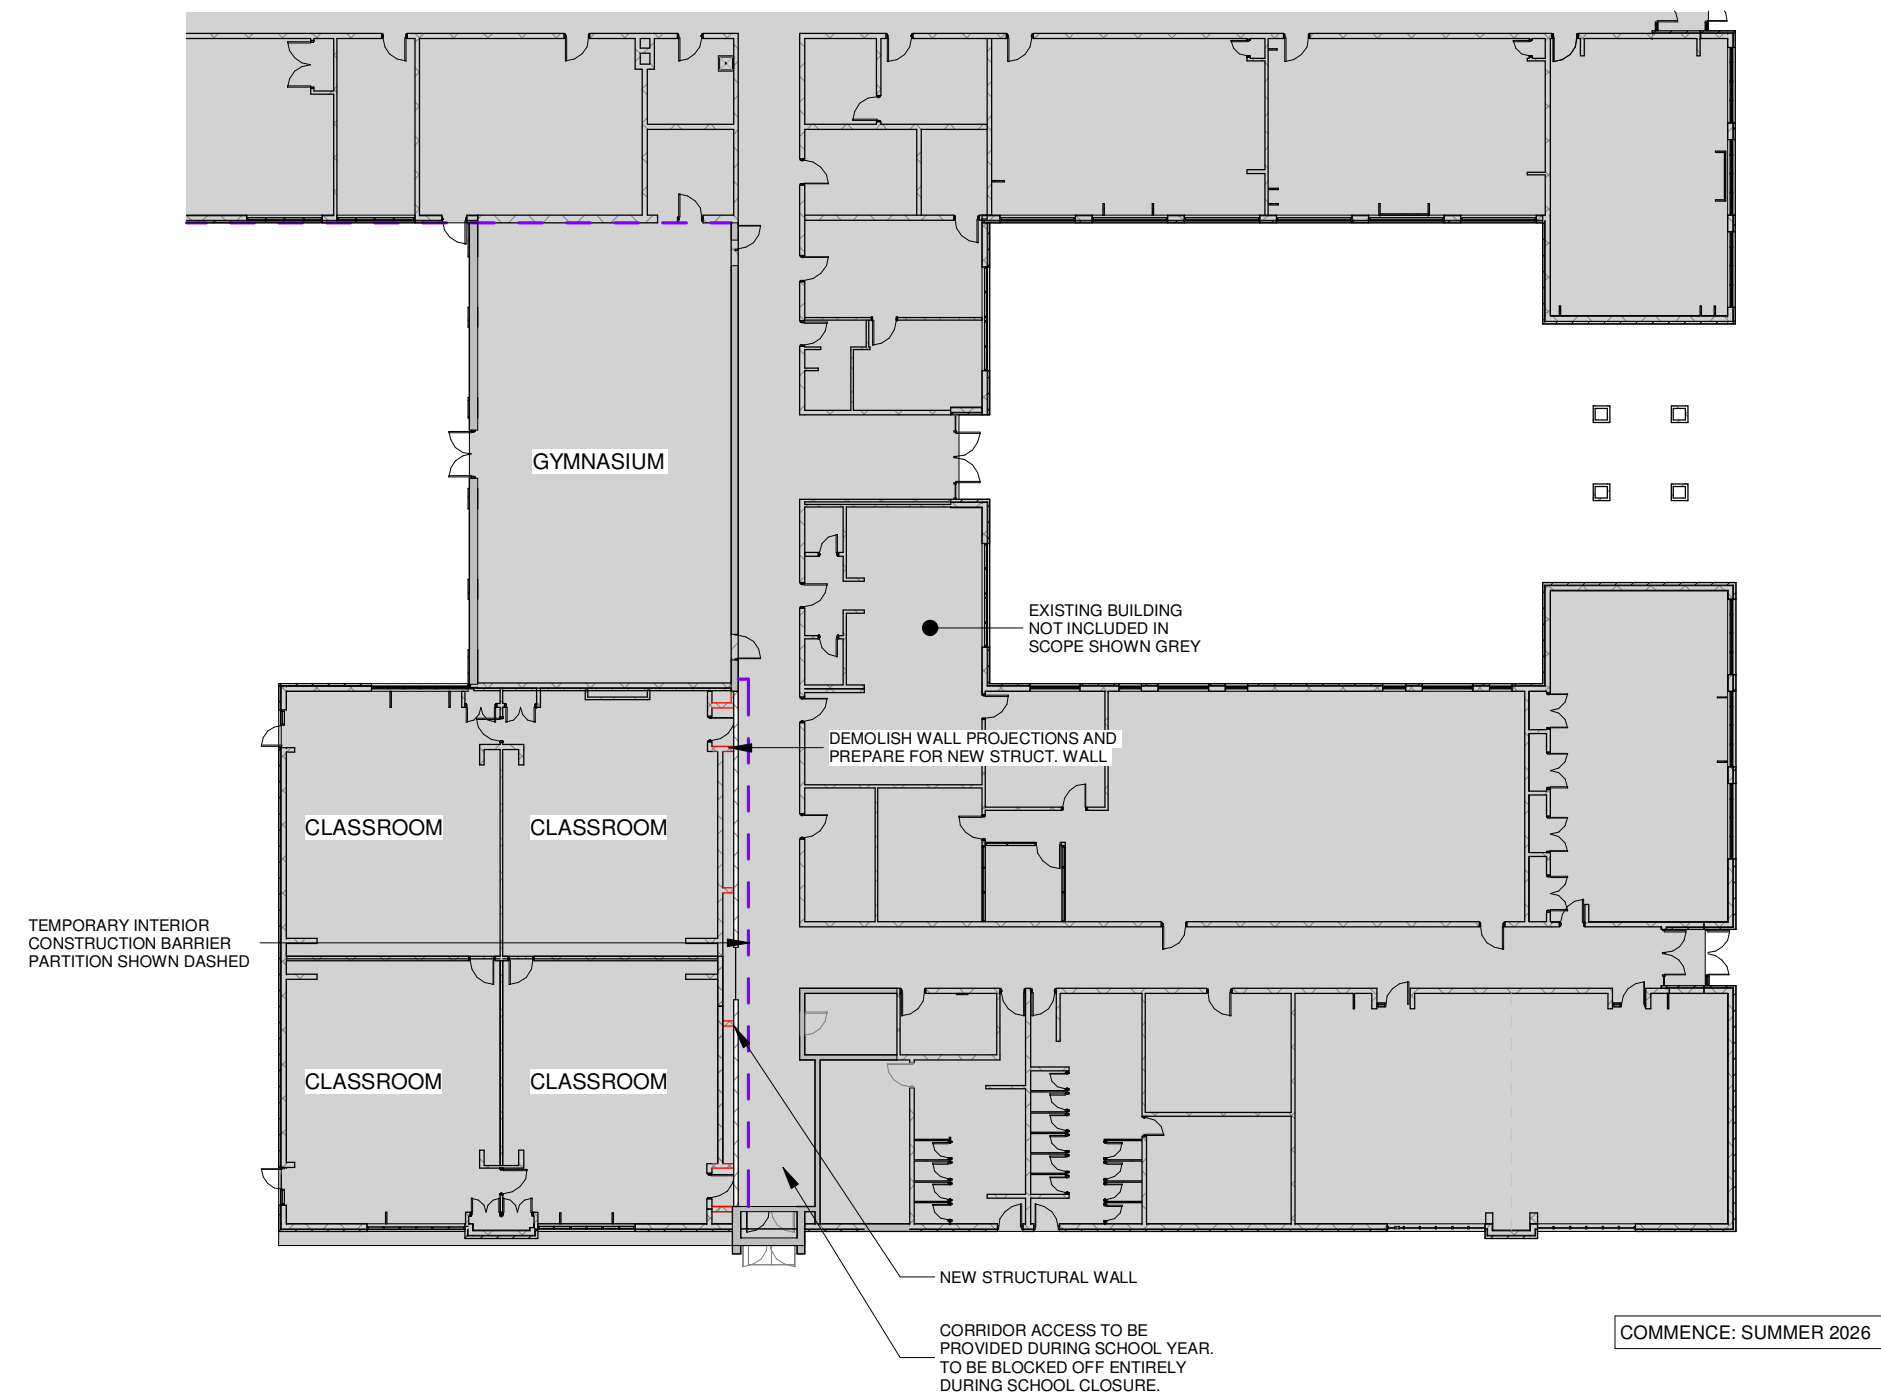 GYMNASIUM
EXISTING BUILDING
NOT INCLUDED IN
SCOPE SHOWN GREY
DEMOLISH WALL PROJECTIONS AND
PREPARE FOR NEW STRUCT. WALL
CLASSROOM
CLASSROOM
TEMPORARY INTERIOR
CONSTRUCTION BARRIER
PARTITION SHOWN DASHED
CLASSROOM
CLASSROOM
NEW STRUCTURAL WALL
CORRIDOR ACCESS TO BE
PROVIDED DURING SCHOOL YEAR.
TO BE BLOCKED OFF ENTIRELY
DURING SCHOOL CLOSURE.
COMMENCE: SUMMER 2026